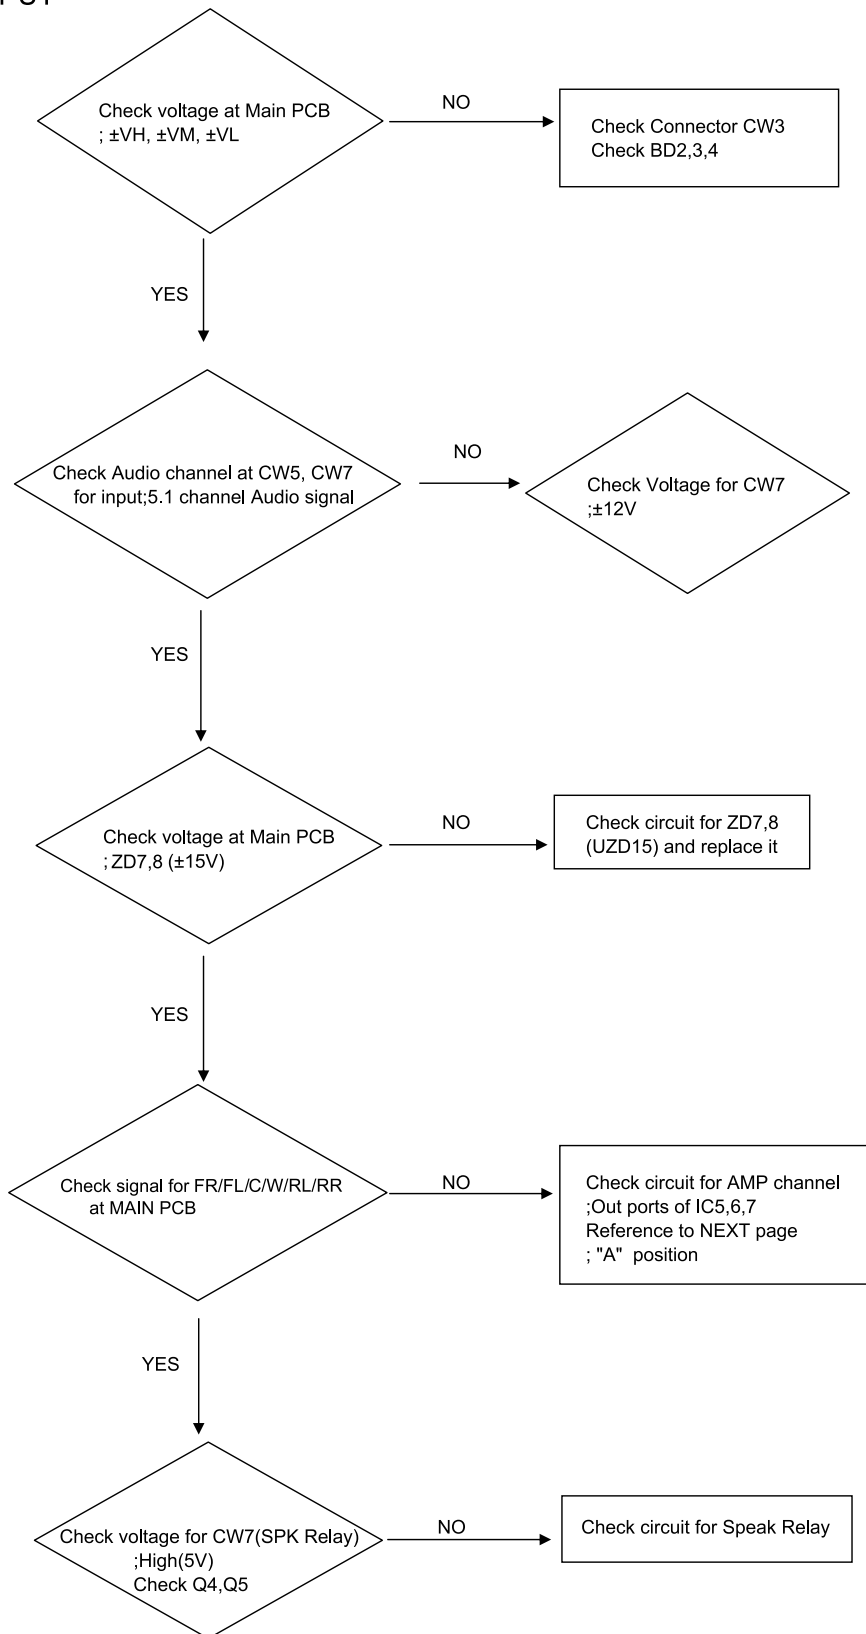 Check voltage at Main PCB
; ±VH, ±VM, ±VL
NO
Check Connector CW3
Check BD2,3,4
YES
Check Audio channel at CW5, CW7
for input;5.1 channel Audio signal
NO
Check Voltage for CW7
;±12V
YES
Check voltage at Main PCB
;ZD7,8 (±15V)
NO
Check circuit for ZD7,8
(UZD15) and replace it
YES
Check signal for FR/FL/C/W/RL/RR
at MAIN PCB
NO
Check circuit for AMP channel
;Out ports of IC5,6,7
Reference to NEXT page
; "A" position
YES
Check voltage for CW7(SPK Relay)
;High(5V)
Check Q4,Q5
NO
Check circuit for Speak Relay